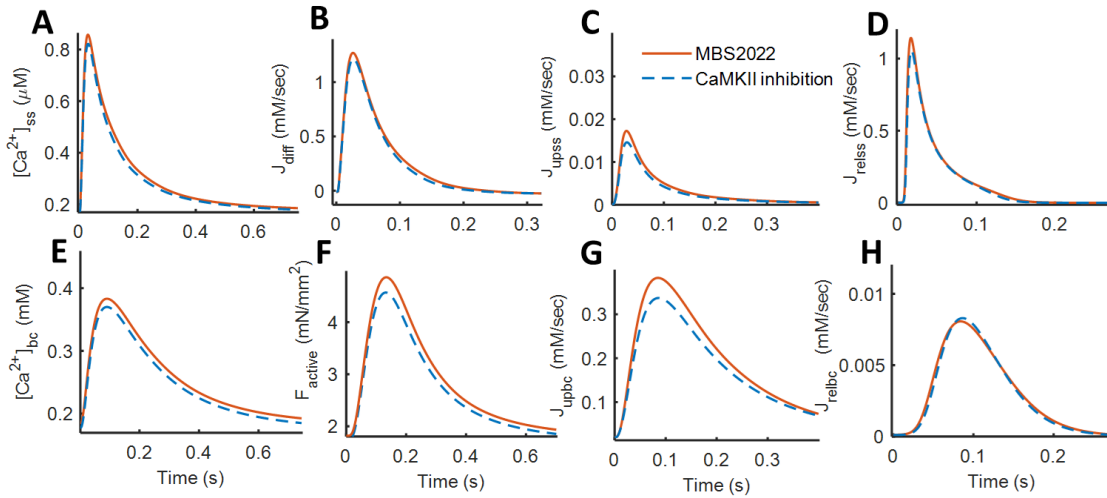 A
[Ca2+]ss (μM)
0.8
0.6
0.4
0.2
0 0.2 0.4 0.6
B
Jdiff (mM/sec)
1
0.5
0
0 0.1 0.2 0.3
C
Jupss (mM/sec)
0.03
0.02
0.01
0
0 0.1 0.2 0.3
MBS2022
CaMKII inhibition
D
Jrelss (mM/sec)
1
0.5
0
0 0.1 0.2
E
[Ca2+]bc (mM)
0.4
0.3
0.2
0.2 0.4 0.6
Time (s)
F
Factive (mN/mm2)
4
3
2
0 0.2 0.4 0.6
Time (s)
G
Jupbc (mM/sec)
0.4
0.3
0.2
0.1
0 0.1 0.2 0.3
Time (s)
H
Jrelbc (mM/sec)
0.01
0.005
0
0 0.1 0.2
Time (s)